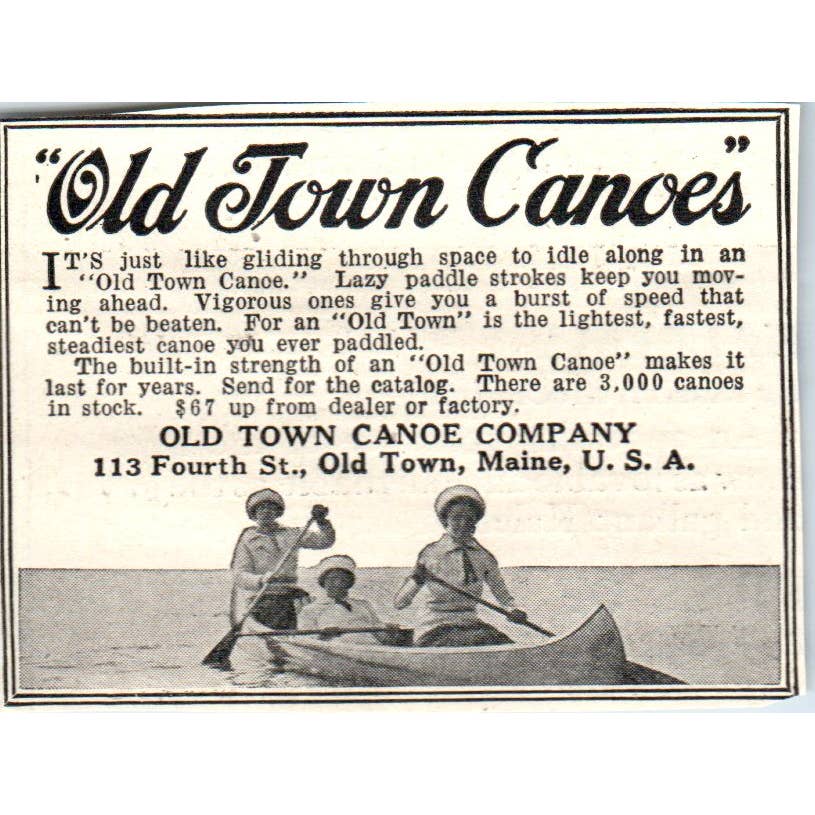 "Old Town Canoes"
IT'S just like gliding through space to idle along in an
"Old Town Canoe." Lazy paddle strokes keep you mov-
ing ahead. Vigorous ones give you a burst of speed that
can't be beaten. For an "Old Town" is the lightest, fastest,
steadiest canoe you ever paddled.
The built-in strength of an "Old Town Canoe" makes it
last for years. Send for the catalog. There are 3,000 canoes
in stock. $67 up from dealer or factory.
OLD TOWN CANOE COMPANY
113 Fourth St., Old Town, Maine, U. S. A.